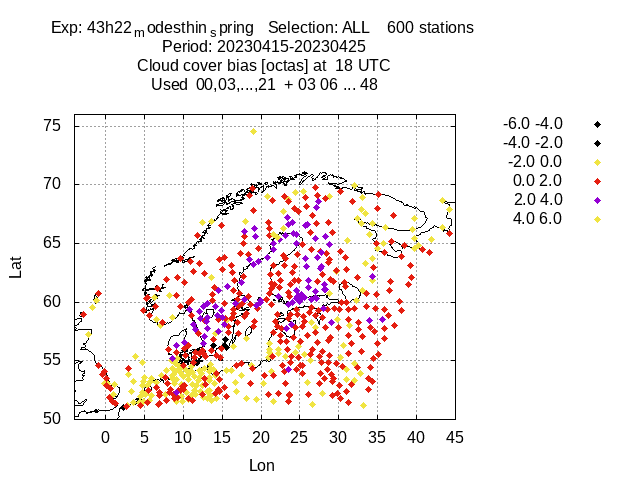 Exp: 43h22modesthinspring Selection: ALL 600 stations
Period: 20230415-20230425
Cloud cover bias [octas] at 18 UTC
Used 00,03,...,21 + 03 06 ... 48
-6.0 -4.0
-4.0 -2.0
-2.0 0.0
0.0 2.0
2.0 4.0
4.0 6.0
75
70
65
60
55
50
Lat
0 5 10 15 20 25 30 35 40 45
Lon